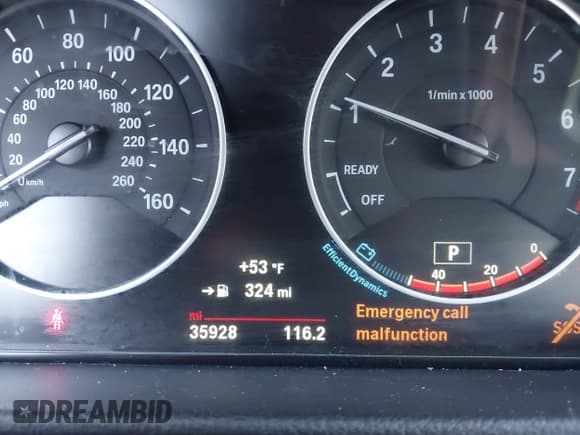 60 80 100 120 140 160
20 40 60 80 100 120 140 160 180 200 220 240 260
0 km/h
ph
1 2 3 4 5 6 7
1/min x 1000
READY
OFF
EfficientDynamics
P
40 20 0
+53 °F
324 mi
mi
35928 116.2
Emergency call
malfunction
SOS
DREAMBID